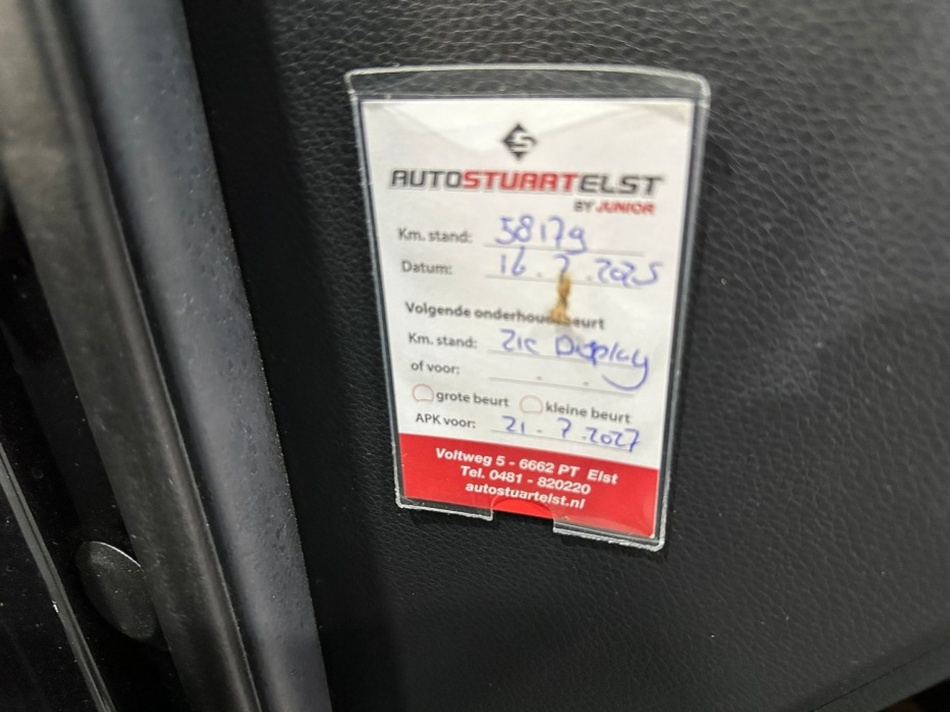 AUTOSTUARTELST
BY JUNIOR
Km. stand: 58179
Datum: 16. 7 .2025
Volgende onderhoudsbeurt
Km. stand: Zie Display
of voor: . .
grote beurt kleine beurt
APK voor: 21 . 7 .2027
Voltweg 5 - 6662 PT Elst
Tel. 0481 - 820220
autostuartelst.nl